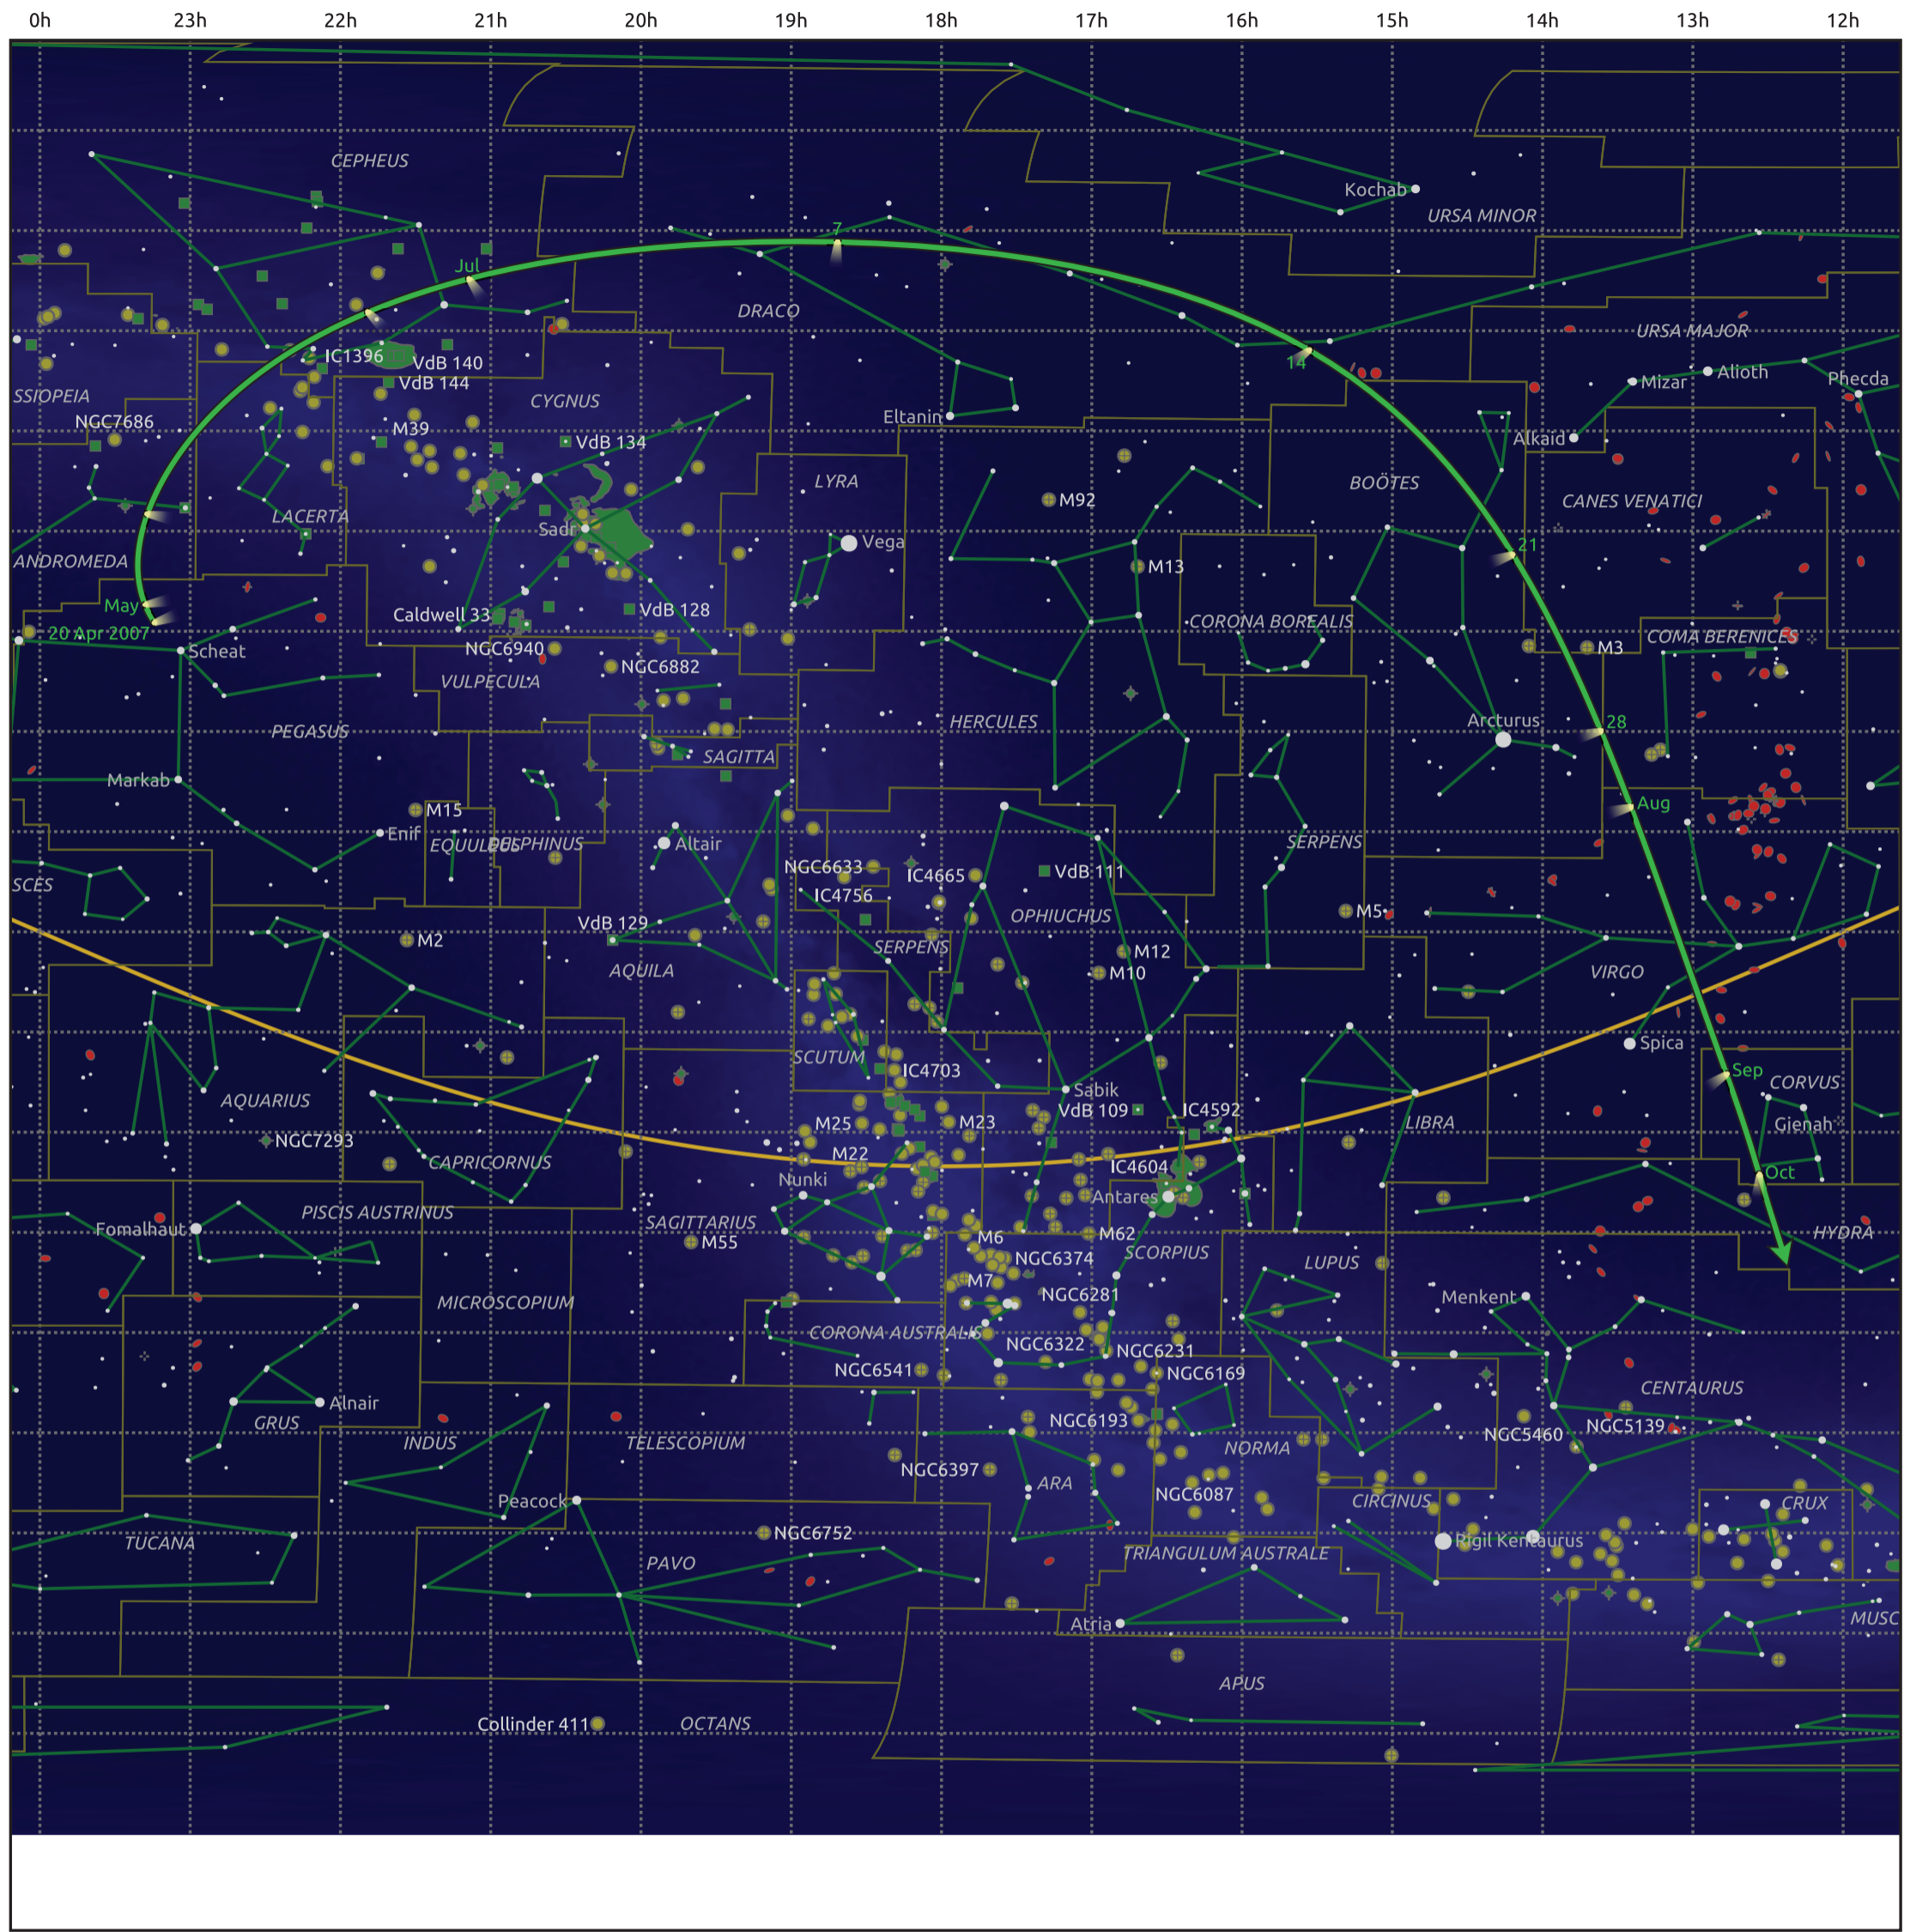 0h 23h 22h 21h 20h 19h 18h 17h 16h 15h 14h 13h 12h
CEPHEUS
Kochab
URSA MINOR
7
Jul
DRACO
URSA MAJOR
IC1396
VdB 140
14
Alioth
Mizar
Phecda
VdB 144
SSIOPEIA
CYGNUS
Eltanin
NGC7686
M39
VdB 134
Alkaid
LYRA
BOÖTES
M92
CANES VENATICI
LACERTA
Sadr
Vega
21
ANDROMEDA
M13
May
Caldwell 33
VdB 128
CORONA BOREALIS
20 Apr 2007
COMA BERENICES
Scheat
NGC6940
M3
NGC6882
VULPECULA
PEGASUS
HERCULES
Arcturus
28
SAGITTA
Markab
Aug
M15
Enif
EQUULEUS
DELPHINUS
Altair
SERPENS
NGC6633
IC4665
VdB 111
SCES
IC4756
M5
OPHIUCHUS
VdB 129
M2
SERPENS
M12
AQUILA
M10
VIRGO
Spica
SCUTUM
IC4703
Sep
CORVUS
Sabik
AQUARIUS
VdB 109
IC4592
M25
M23
LIBRA
Gienah
NGC7293
CAPRICORNUS
M22
IC4604
Oct
Nunki
Antares
PISCIS AUSTRINUS
SAGITTARIUS
Fomalhaut
M55
M6
M62
HYDRA
SCORPIUS
NGC6374
LUPUS
M7
NGC6281
Menkent
MICROSCOPIUM
CORONA AUSTRALIS
NGC6322
NGC6231
NGC6541
NGC6169
CENTAURUS
Alnair
GRUS
NGC6193
NGC5139
NGC5460
INDUS
TELESCOPIUM
NORMA
NGC6397
ARA
NGC6087
Peacock
CIRCINUS
CRUX
NGC6752
TUCANA
Rigil Kentaurus
TRIANGULUM AUSTRALE
PAVO
Atria
MUSC
APUS
Collinder 411
OCTANS